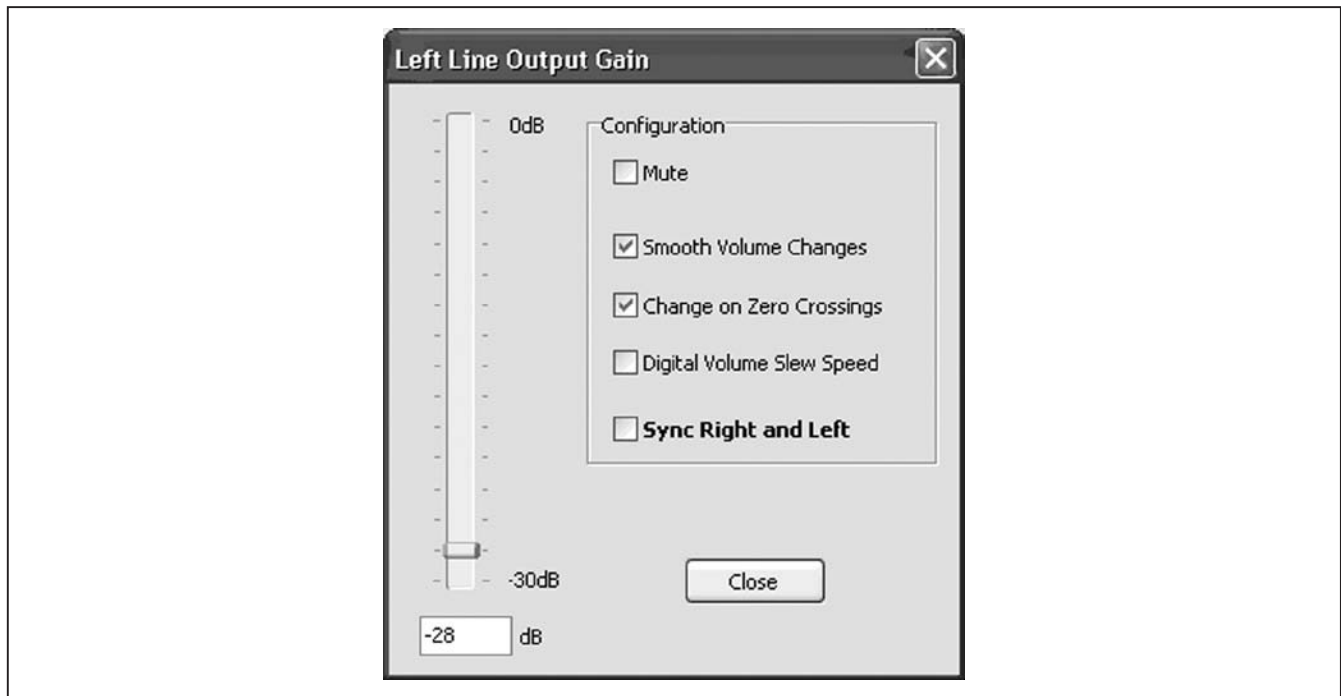 Left Line Output Gain
0dB
-30dB
-28 dB
Configuration
Mute
Smooth Volume Changes
Change on Zero Crossings
Digital Volume Slew Speed
Sync Right and Left
Close